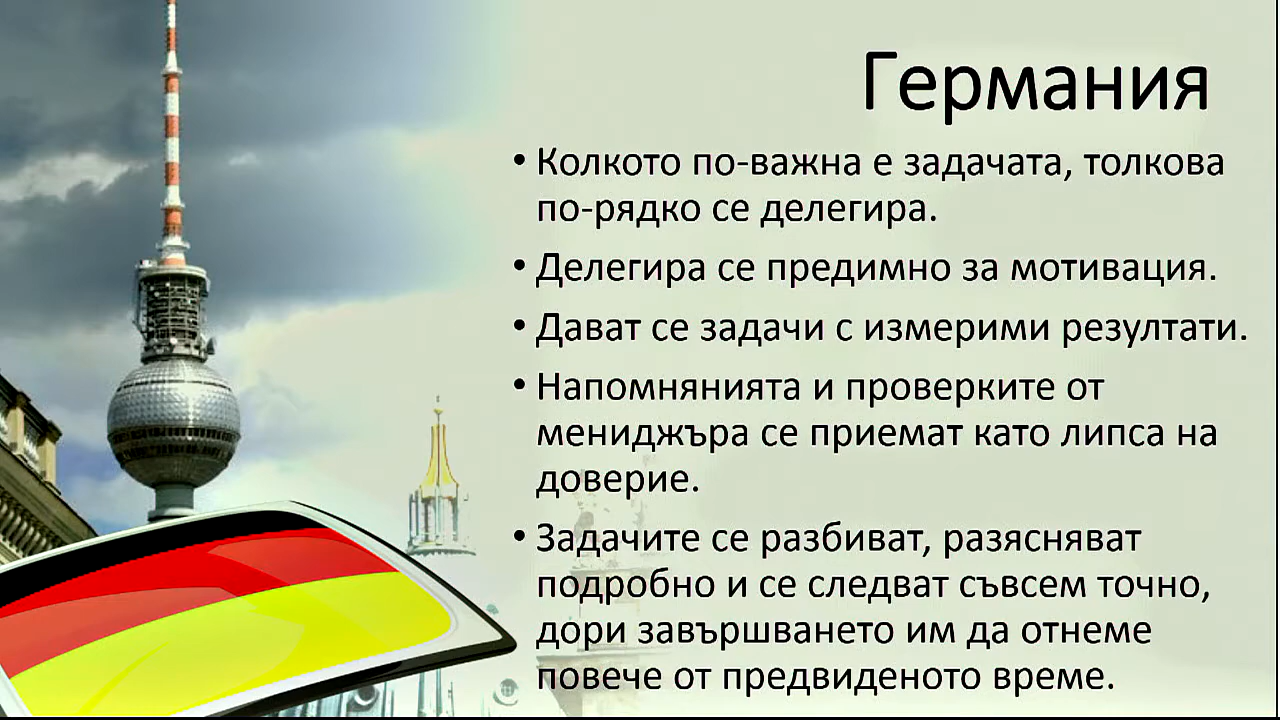 Германия
• Колкото по-важна е задачата, толкова
по-рядко се делегира.
• Делегира се предимно за мотивация.
• Дават се задачи с измерими резултати.
• Напомнянията и проверките от
мениджъра се приемат като липса на
доверие.
• Задачите се разбиват, разясняват
подробно и се следват съвсем точно,
дори завършването им да отнеме
повече от предвиденото време.